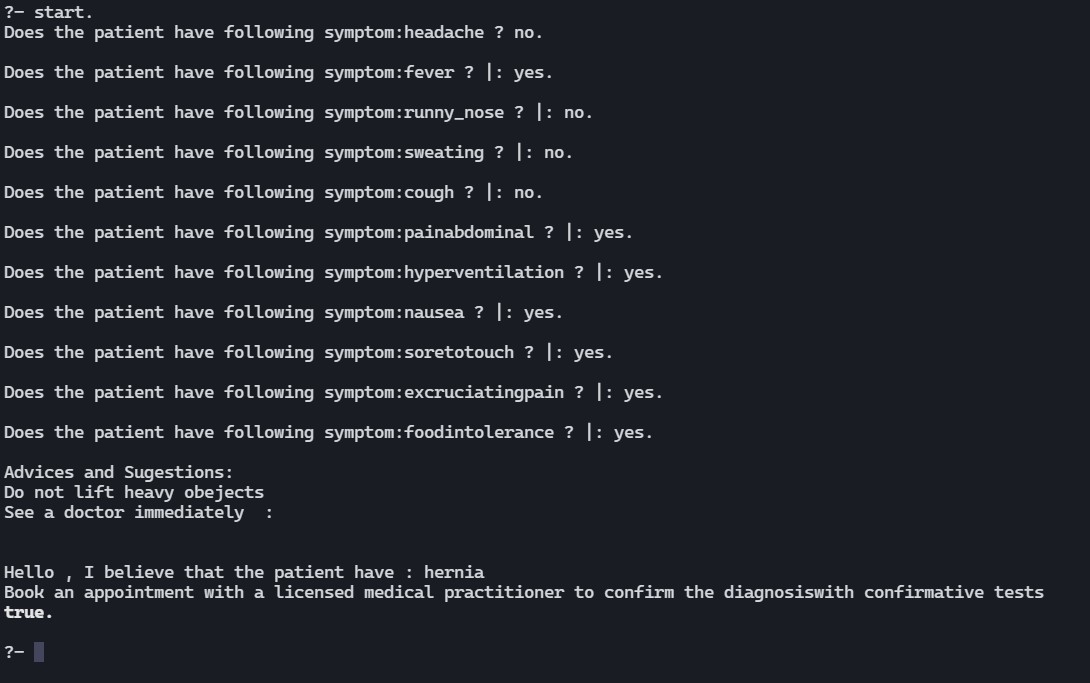 ?- start.
Does the patient have following symptom:headache ? no.
Does the patient have following symptom:fever ? |: yes.
Does the patient have following symptom:runny_nose ? |: no.
Does the patient have following symptom:sweating ? |: no.
Does the patient have following symptom:cough ? |: no.
Does the patient have following symptom:painabdominal ? |: yes.
Does the patient have following symptom:hyperventilation ? |: yes.
Does the patient have following symptom:nausea ? |: yes.
Does the patient have following symptom:soretotouch ? |: yes.
Does the patient have following symptom:excruciatingpain ? |: yes.
Does the patient have following symptom:foodintolerance ? |: yes.
Advices and Sugestions:
Do not lift heavy obejects
See a doctor immediately  :
Hello , I believe that the patient have : hernia
Book an appointment with a licensed medical practitioner to confirm the diagnosiswith confirmative tests
true.
?-